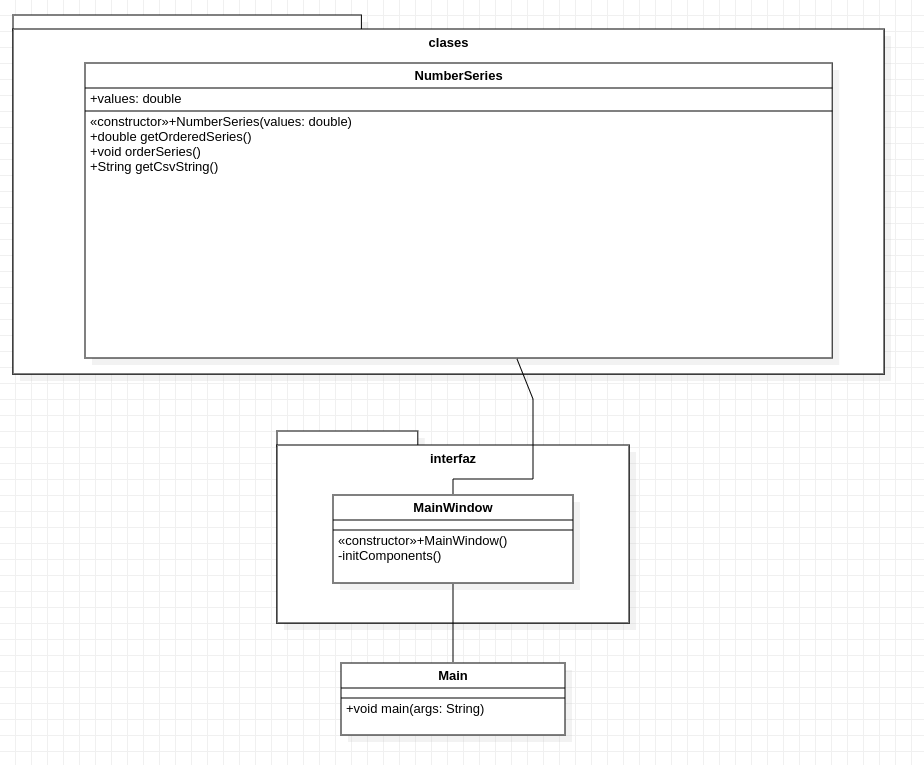 clases
NumberSeries
+values: double
«constructor»+NumberSeries(values: double)
+double getOrderedSeries()
+void orderSeries()
+String getCsvString()
interfaz
MainWindow
«constructor»+MainWindow()
-initComponents()
Main
+void main(args: String)